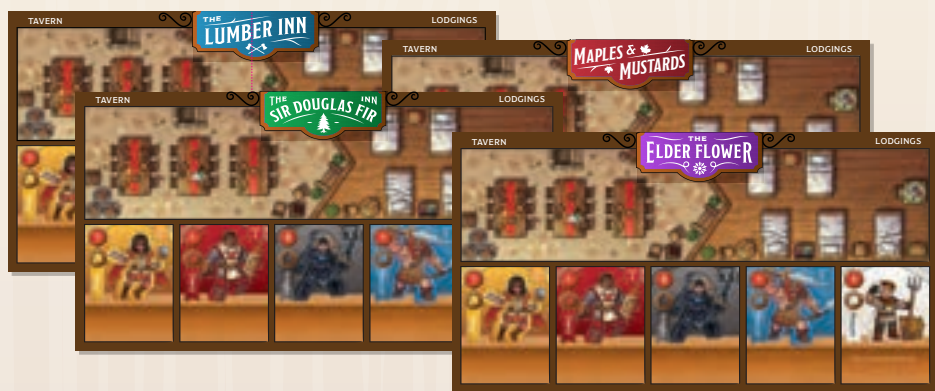 TAVERN
THE
LUMBER INN
LODGINGS
TAVERN
MAPLES &
MUSTARDS
LODGINGS
TAVERN
THE INN
SIR DOUGLAS FIR
LODGINGS
TAVERN
THE
ELDER FLOWER
LODGINGS